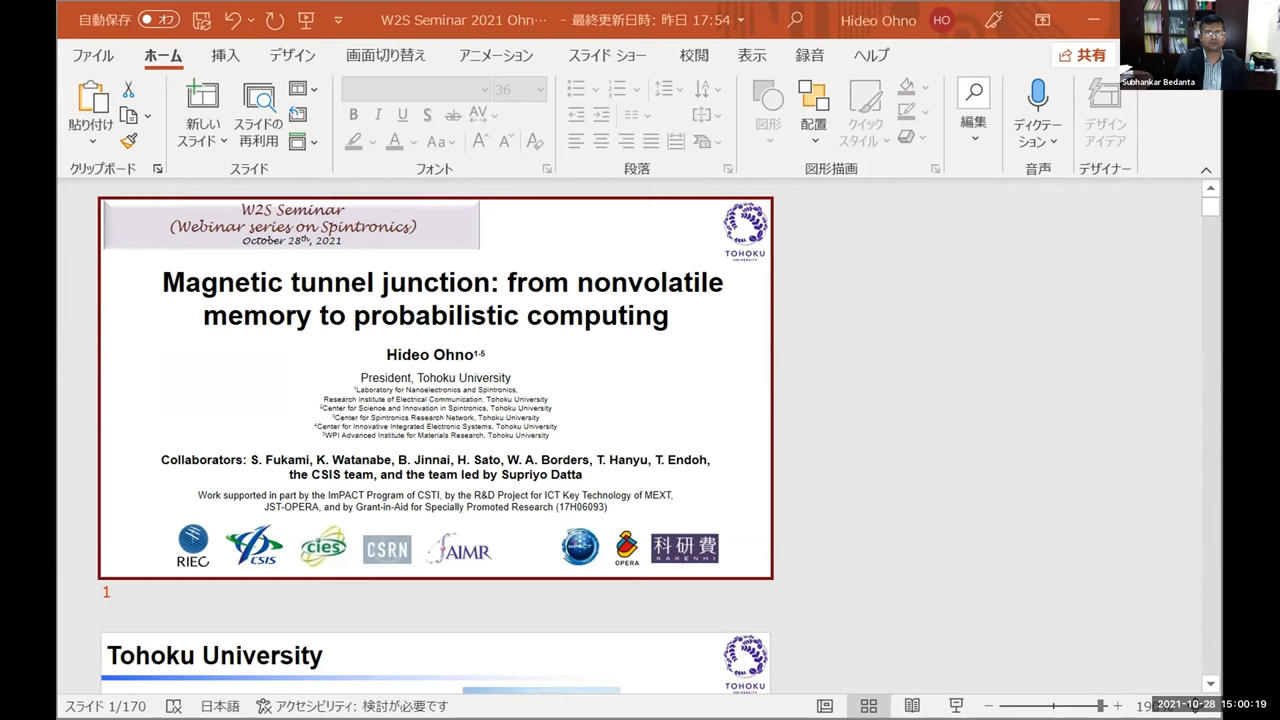 自動保存 オフ W2S Seminar 2021 Ohn… - 最終更新日時: 昨日 17:54 Hideo Ohno HO
ファイル ホーム 挿入 デザイン 画面切り替え アニメーション スライド ショー 校閲 表示 録音 ヘルプ 共有
Subhankar Bedanta
36
貼り付け 新しい スライド スライドの 再利用 B I U S ab AV Aa A 図形 配置 クイック スタイル 編集 ディクテー ション デザイン アイデア
クリップボード スライド フォント 段落 図形描画 音声 デザイナー
W2S Seminar
(Webinar series on Spintronics)
October 28th, 2021
TOHOKU
UNIVERSITY
Magnetic tunnel junction: from nonvolatile
memory to probabilistic computing
Hideo Ohno1-5
President, Tohoku University
1Laboratory for Nanoelectronics and Spintronics,
Research Institute of Electrical Communication, Tohoku University
2Center for Science and Innovation in Spintronics, Tohoku University
3Center for Spintronics Research Network, Tohoku University
4Center for Innovative Integrated Electronic Systems, Tohoku University
5WPI Advanced Institute for Materials Research, Tohoku University
Collaborators: S. Fukami, K. Watanabe, B. Jinnai, H. Sato, W. A. Borders, T. Hanyu, T. Endoh,
the CSIS team, and the team led by Supriyo Datta
Work supported in part by the ImPACT Program of CSTI, by the R&D Project for ICT Key Technology of MEXT,
JST-OPERA, and by Grant-in-Aid for Specially Promoted Research (17H06093)
RIEC CSIS cies CSRN AIMR OPERA 科研費 KAKENHI
1
Tohoku University
TOHOKU
UNIVERSITY
スライド 1/170 日本語 アクセシビリティ: 検討が必要です
2021-10-28 15:00:19